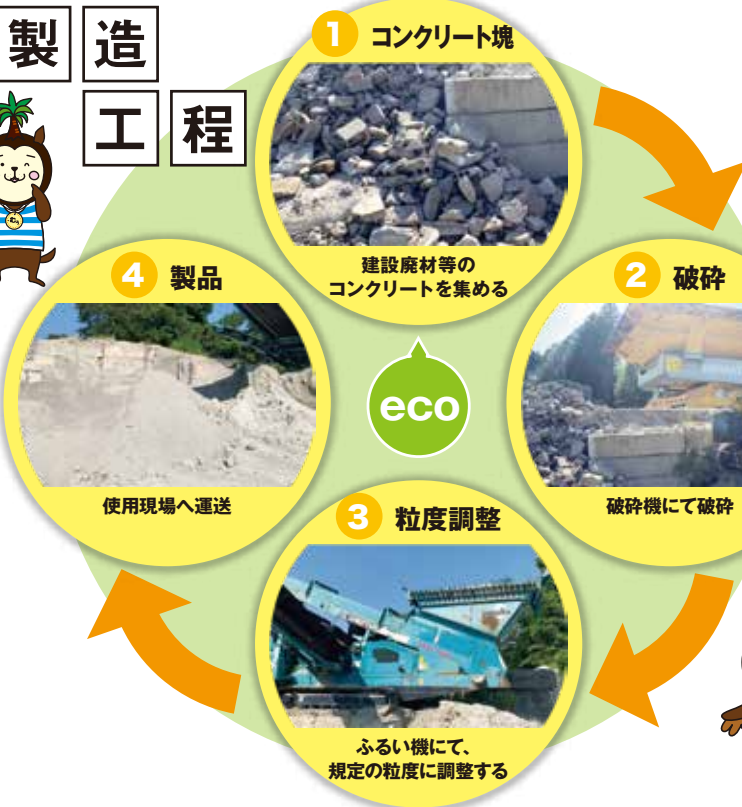 製造
工程
1 コンクリート塊
建設廃材等の
コンクリートを集める
2 破砕
破砕機にて破砕
3 粒度調整
ふるい機にて、
規定の粒度に調整する
4 製品
使用現場へ運送
eco